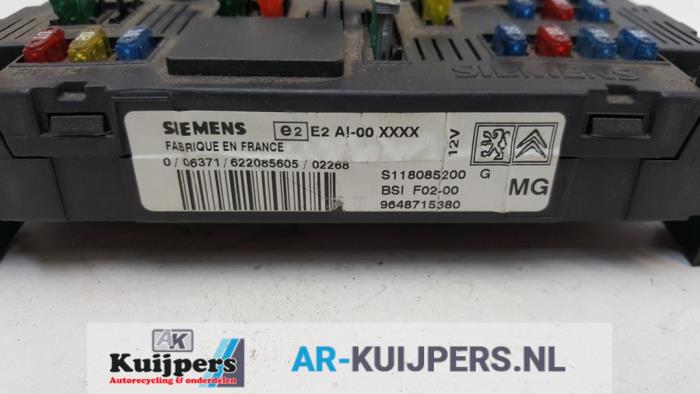 SIEMENS
SIEMENS e2 E2 A!-00 XXXX
FABRIQUE EN FRANCE
0 / 06371 / 622085605 / 02268
12V
S118085200 G
BSI F02-00
9648715380
MG
AK
Kuijpers
Autorecycling & onderdelen
AR-KUIJPERS.NL